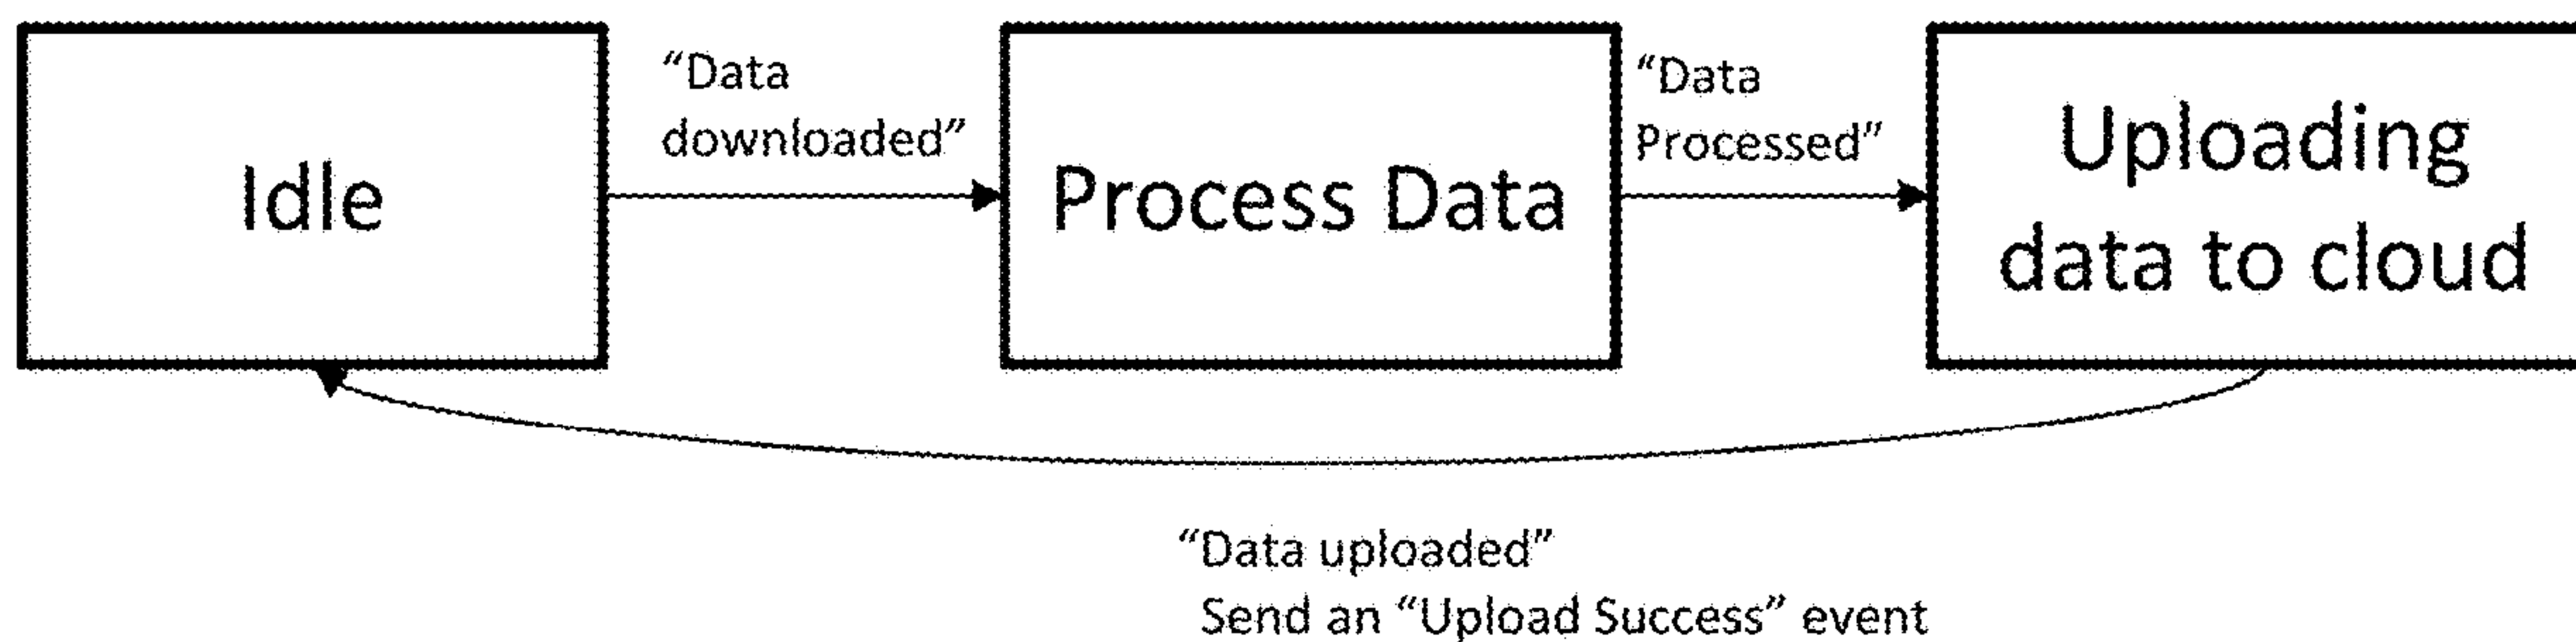 Idle
“Data
downloaded”
Process Data
“Data
Processed”
Uploading
data to cloud
“Data uploaded”
Send an “Upload Success” event